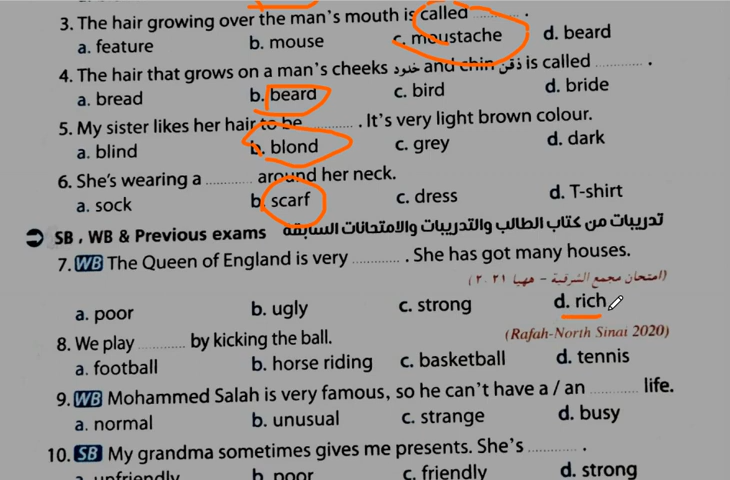 3. The hair growing over the man's mouth is called ............ .
a. feature b. mouse c. moustache d. beard
4. The hair that grows on a man's cheeks خدود and chin ذقن is called ............ .
a. bread b. beard c. bird d. bride
5. My sister likes her hair to be ............ . It's very light brown colour.
a. blind b. blond c. grey d. dark
6. She's wearing a ............ around her neck.
a. sock b. scarf c. dress d. T-shirt
SB , WB & Previous exams تدريبات من كتاب الطالب والتدريبات والامتحانات السابقة
7. WB The Queen of England is very ............ . She has got many houses.
(امتحان مجمع الشرقية - ههيا ٢٠٢١)
a. poor b. ugly c. strong d. rich
8. We play ............ by kicking the ball. (Rafah-North Sinai 2020)
a. football b. horse riding c. basketball d. tennis
9. WB Mohammed Salah is very famous, so he can't have a / an ............ life.
a. normal b. unusual c. strange d. busy
10. SB My grandma sometimes gives me presents. She's ............ .
a. unfriendly b. poor c. friendly d. strong